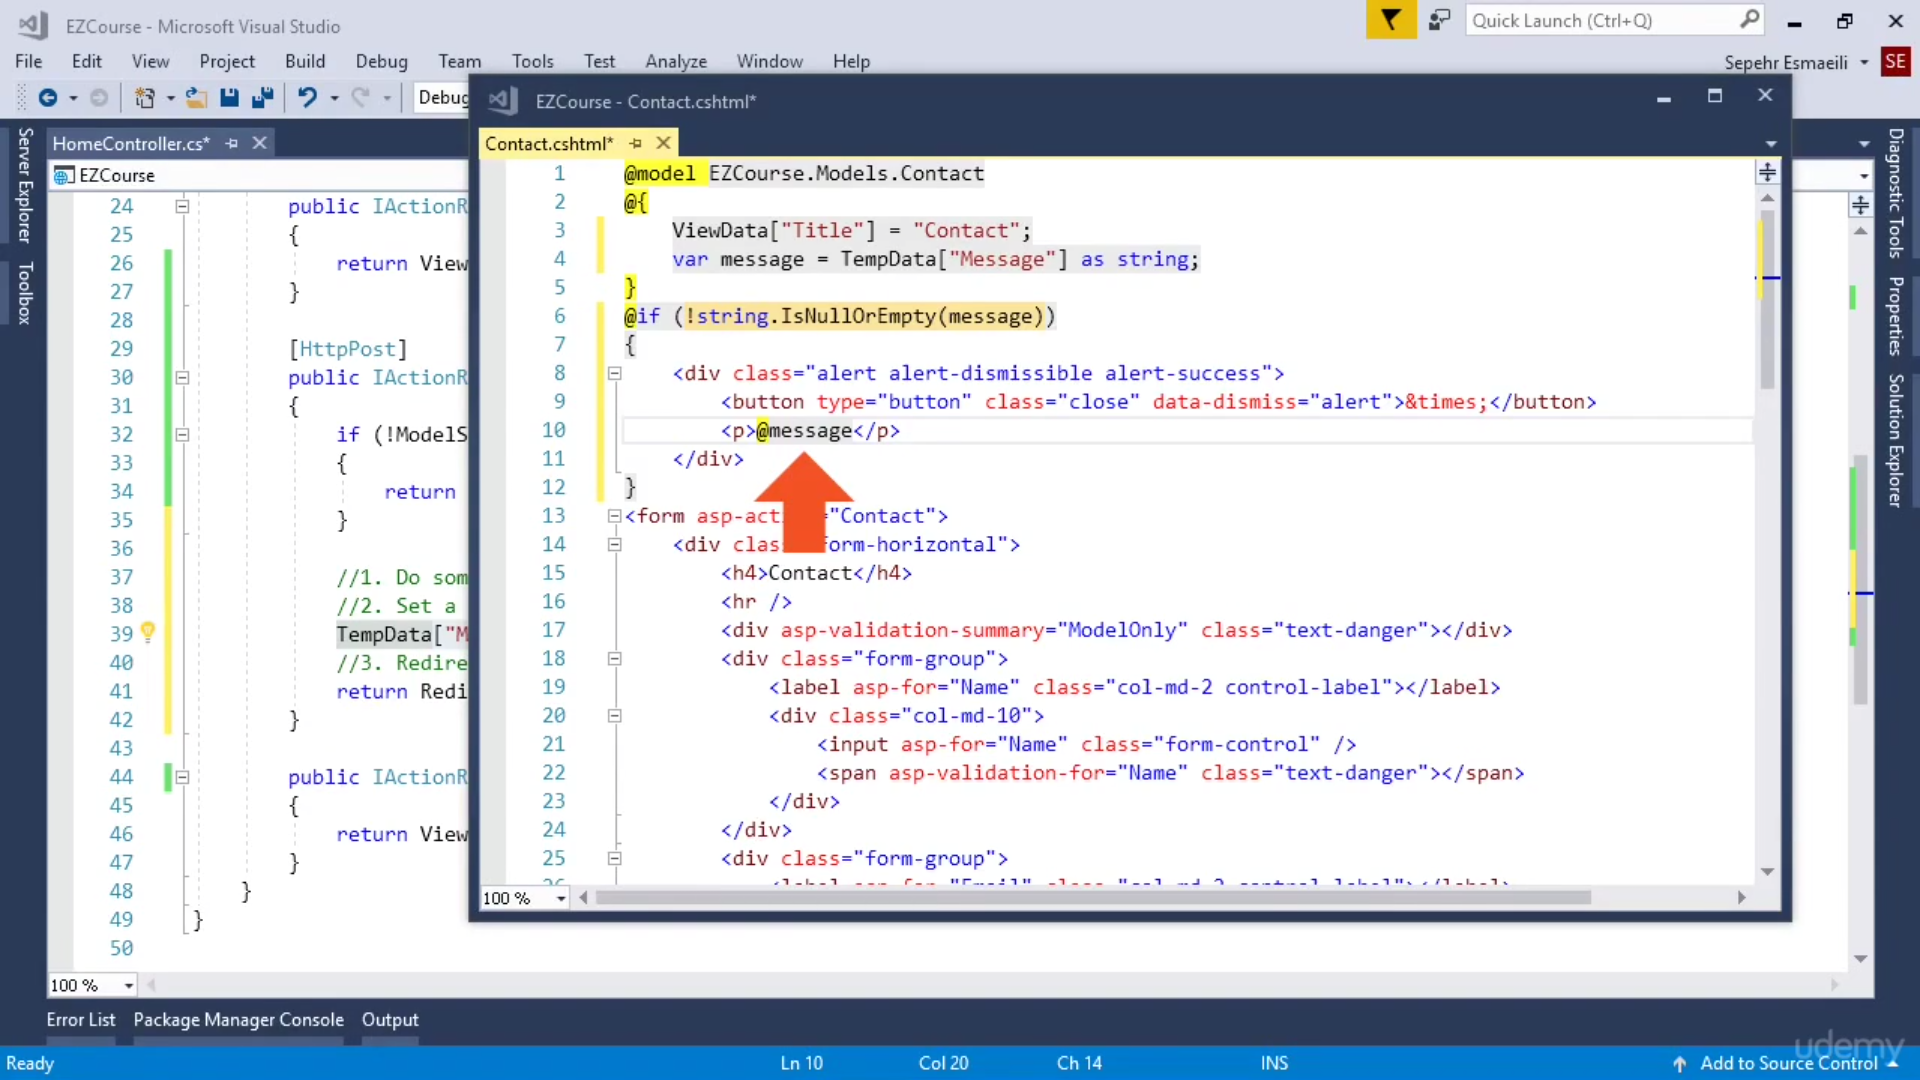 EZCourse - Microsoft Visual Studio
Quick Launch (Ctrl+Q)
File Edit View Project Build Debug Team Tools Test Analyze Window Help
Sepehr Esmaeili SE
Debug
EZCourse - Contact.cshtml*
Server Explorer
Toolbox
HomeController.cs*
EZCourse
24 public IActionR
25 {
26 return View
27 }
28
29 [HttpPost]
30 public IActionR
31 {
32 if (!ModelS
33 {
34 return
35 }
36
37 //1. Do som
38 //2. Set a
39 TempData["M
40 //3. Redire
41 return Redi
42 }
43
44 public IActionR
45 {
46 return View
47 }
48 }
49 }
50
100 %
Contact.cshtml*
1 @model EZCourse.Models.Contact
2 @{
3 ViewData["Title"] = "Contact";
4 var message = TempData["Message"] as string;
5 }
6 @if (!string.IsNullOrEmpty(message))
7 {
8 <div class="alert alert-dismissible alert-success">
9 <button type="button" class="close" data-dismiss="alert">&times;</button>
10 <p>@message</p>
11 </div>
12 }
13 <form asp-act "Contact">
14 <div clas form-horizontal">
15 <h4>Contact</h4>
16 <hr />
17 <div asp-validation-summary="ModelOnly" class="text-danger"></div>
18 <div class="form-group">
19 <label asp-for="Name" class="col-md-2 control-label"></label>
20 <div class="col-md-10">
21 <input asp-for="Name" class="form-control" />
22 <span asp-validation-for="Name" class="text-danger"></span>
23 </div>
24 </div>
25 <div class="form-group">
100 %
Diagnostic Tools
Properties
Solution Explorer
Error List Package Manager Console Output
Ready Ln 10 Col 20 Ch 14 INS Add to Source Control
udemy